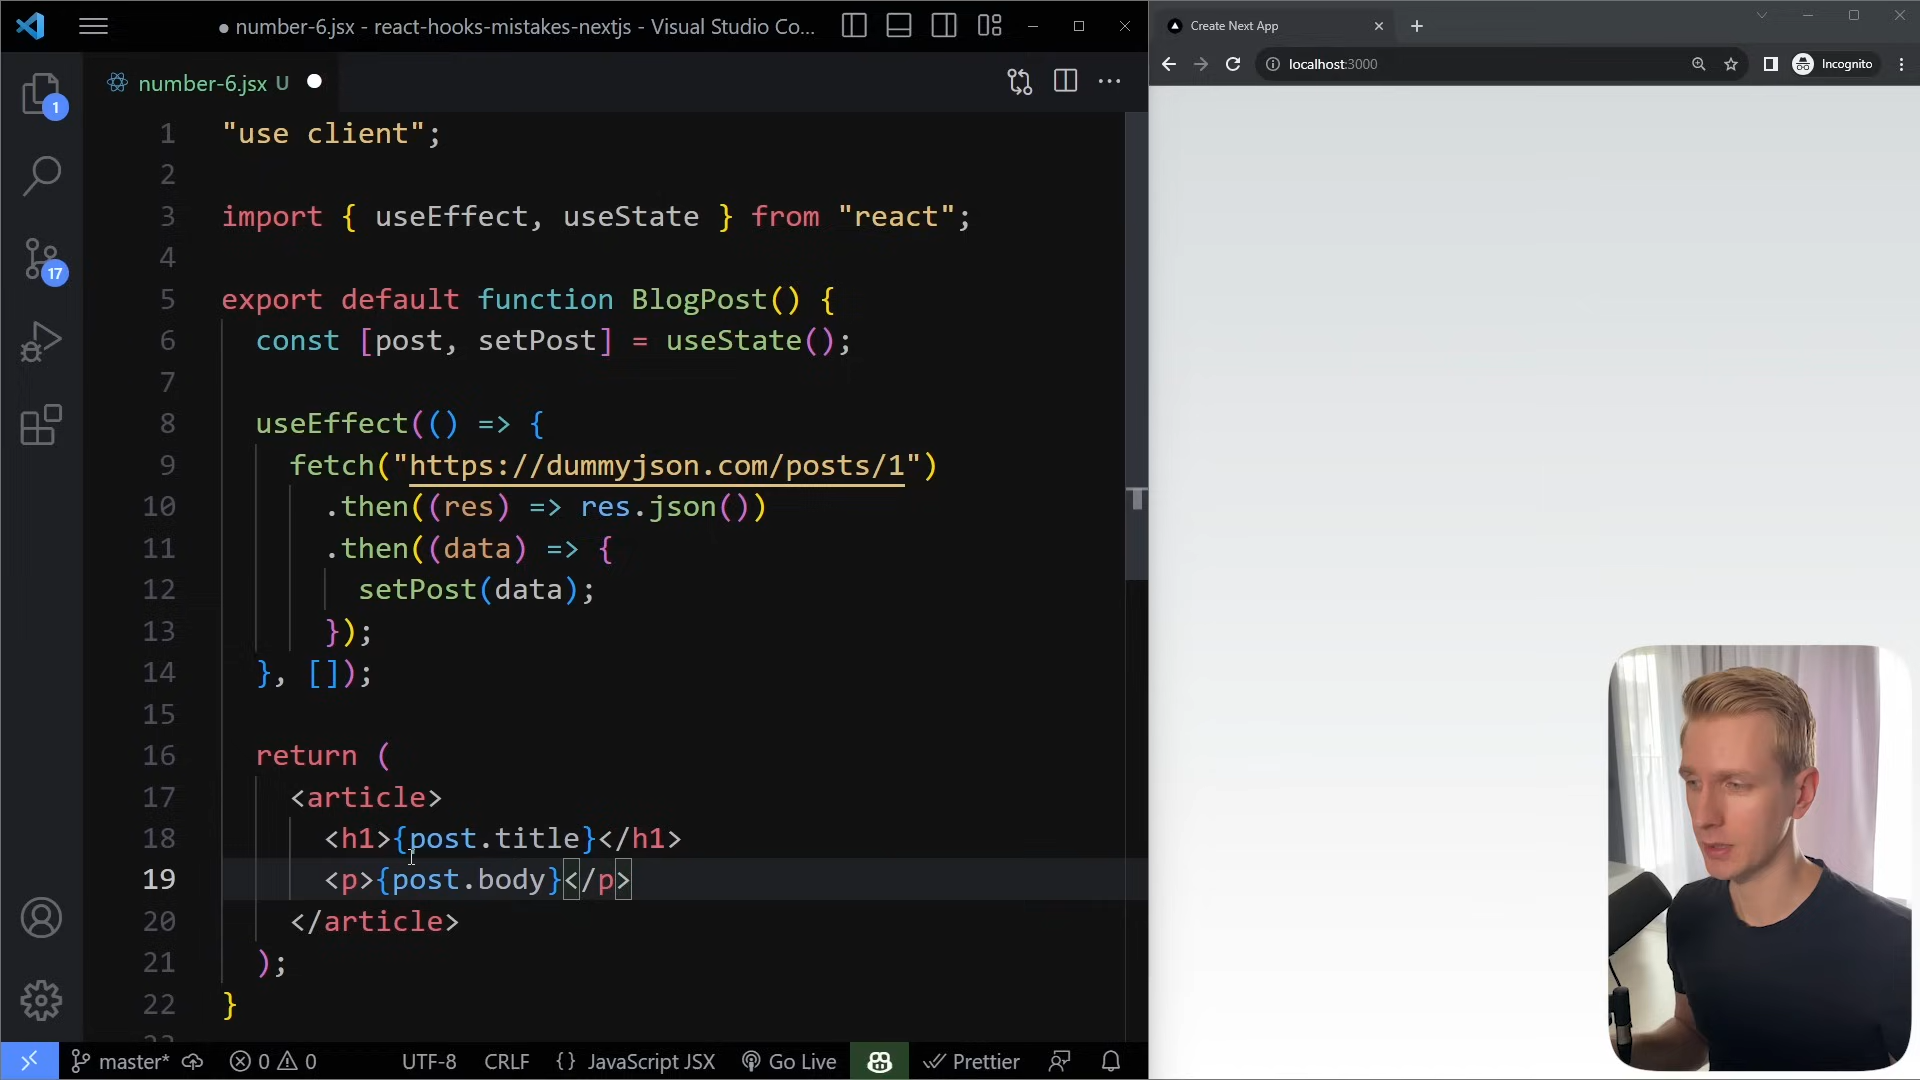 ● number-6.jsx - react-hooks-mistakes-nextjs - Visual Studio Co...
number-6.jsx U
1
17
1 "use client";
2
3 import { useEffect, useState } from "react";
4
5 export default function BlogPost() {
6 const [post, setPost] = useState();
7
8 useEffect(() => {
9 fetch("https://dummyjson.com/posts/1")
10 .then((res) => res.json())
11 .then((data) => {
12 setPost(data);
13 });
14 }, []);
15
16 return (
17 <article>
18 <h1>{post.title}</h1>
19 <p>{post.body}</p>
20 </article>
21 );
22 }
master* 0 0 UTF-8 CRLF {} JavaScript JSX Go Live Prettier
Create Next App
localhost:3000
Incognito